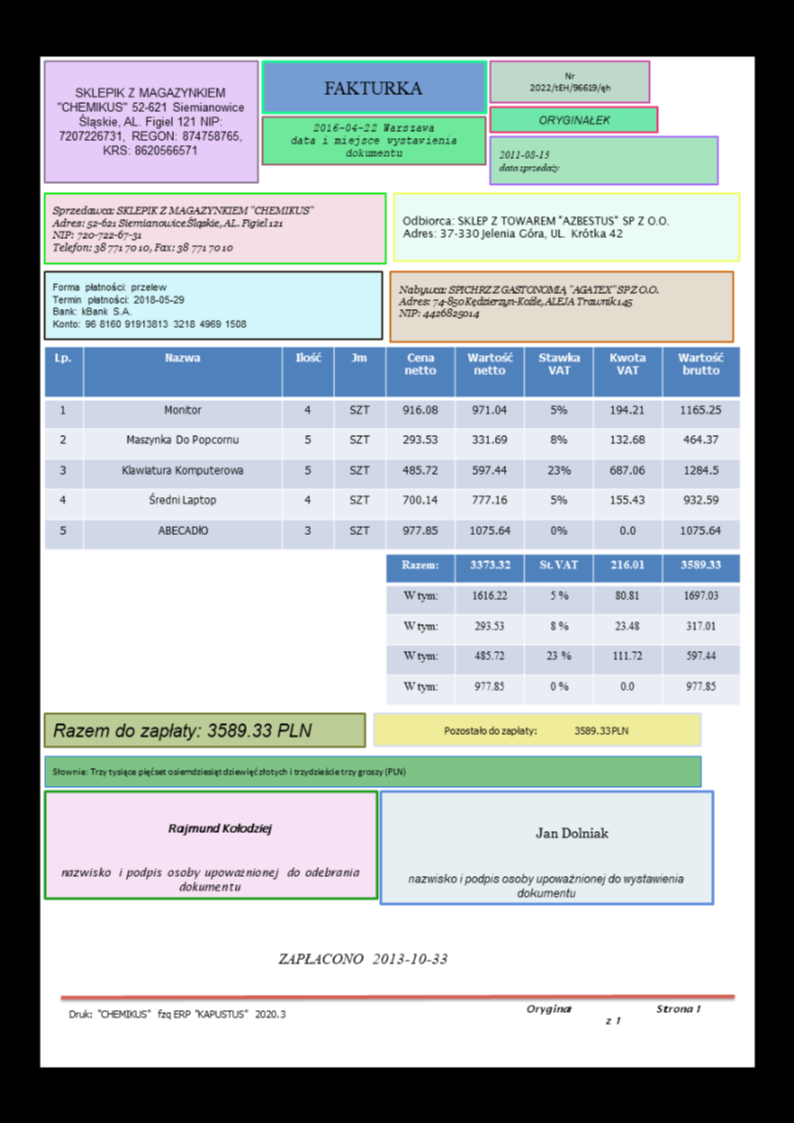 SKLEPIK Z MAGAZYNKIEM
"CHEMIKUS" 52-621 Siemianowice
Śląskie, AL. Figiel 121 NIP:
7207226731, REGON: 874758765,
KRS: 8620566571
FAKTURKA
2016-04-22 Warszawa
data i miejsce wystawienia
dokumentu
Nr
2022/tEH/96619/qh
ORYGINAŁEK
2011-08-13
data sprzedaży
Sprzedawca: SKLEPIK Z MAGAZYNKIEM "CHEMIKUS"
Adres: 52-621 Siemianowice Śląskie, AL. Figiel 121
NIP: 720-722-67-31
Telefon: 38 771 70 10, Fax: 38 771 70 10
Odbiorca: SKLEP Z TOWAREM "AZBESTUS" SP Z O.O.
Adres: 37-330 Jelenia Góra, UL. Krótka 42
Forma płatności: przelew
Termin płatności: 2018-05-29
Bank: kBank S.A.
Konto: 96 8160 91913813 3218 4969 1508
Nabywca: SPICHRZ Z GASTONOMIĄ "AGATEX" SP Z O.O.
Adres: 74-850 Kędzierzyn-Koźle, ALEJA Trawnik 145
NIP: 4426825014
Lp. Nazwa Ilość Jm Cena netto Wartość netto Stawka VAT Kwota VAT Wartość brutto
1 Monitor 4 SZT 916.08 971.04 5% 194.21 1165.25
2 Maszynka Do Popcornu 5 SZT 293.53 331.69 8% 132.68 464.37
3 Klawiatura Komputerowa 5 SZT 485.72 597.44 23% 687.06 1284.5
4 Średni Laptop 4 SZT 700.14 777.16 5% 155.43 932.59
5 ABECADŁO 3 SZT 977.85 1075.64 0% 0.0 1075.64
Razem: 3373.32 St. VAT 216.01 3589.33
W tym: 1616.22 5 % 80.81 1697.03
W tym: 293.53 8 % 23.48 317.01
W tym: 485.72 23 % 111.72 597.44
W tym: 977.85 0 % 0.0 977.85
Razem do zapłaty: 3589.33 PLN
Pozostało do zapłaty: 3589.33PLN
Słownie: Trzy tysiące pięćset osiemdziesiąt dziewięć złotych i trzydzieście trzy groszy (PLN)
Rajmund Kołodziej
nazwisko i podpis osoby upoważnionej do odebrania
dokumentu
Jan Dolniak
nazwisko i podpis osoby upoważnionej do wystawienia
dokumentu
ZAPŁACONO 2013-10-33
Druk: "CHEMIKUS" fzq ERP "KAPUSTUS" 2020.3
Oryginał Strona 1
z 1